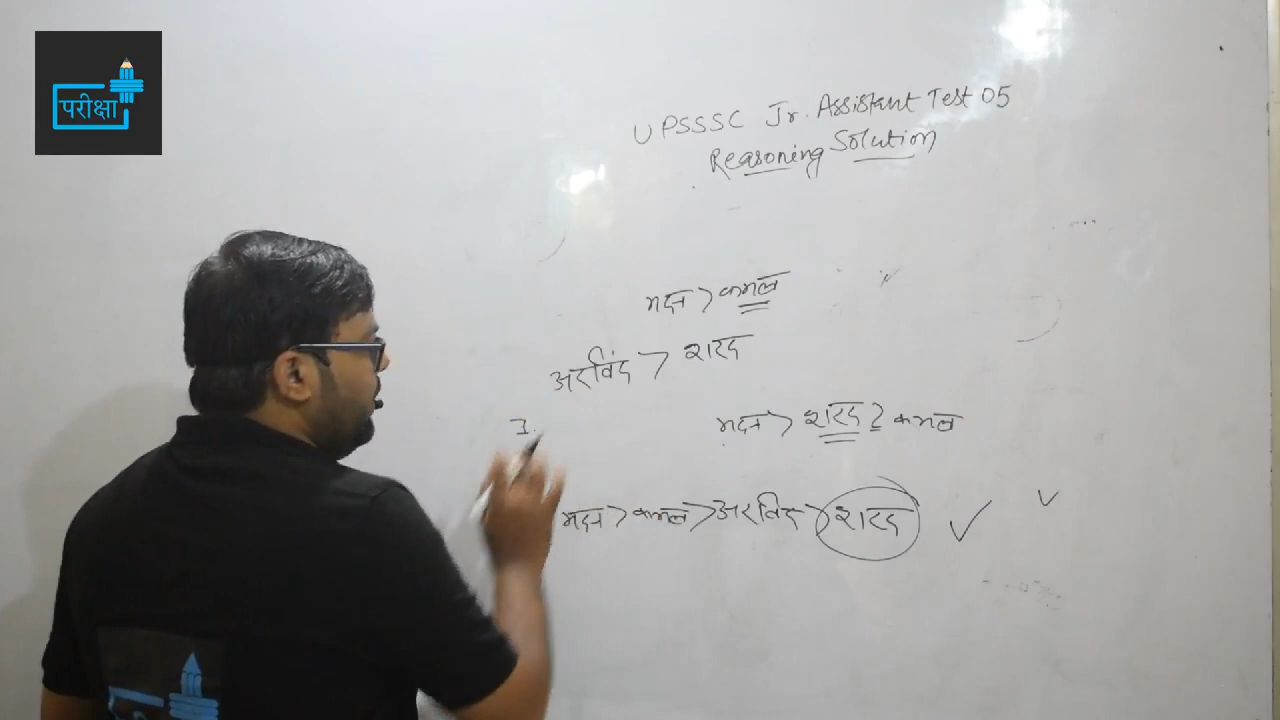 परीक्षा
UPSSSC Jr. Assistant Test 05
Reasoning Solution
मदन > कमल
अरविंद > शरद
I.
मदन > शरद ? कमल
मदन > कमल > अरविंद > शरद